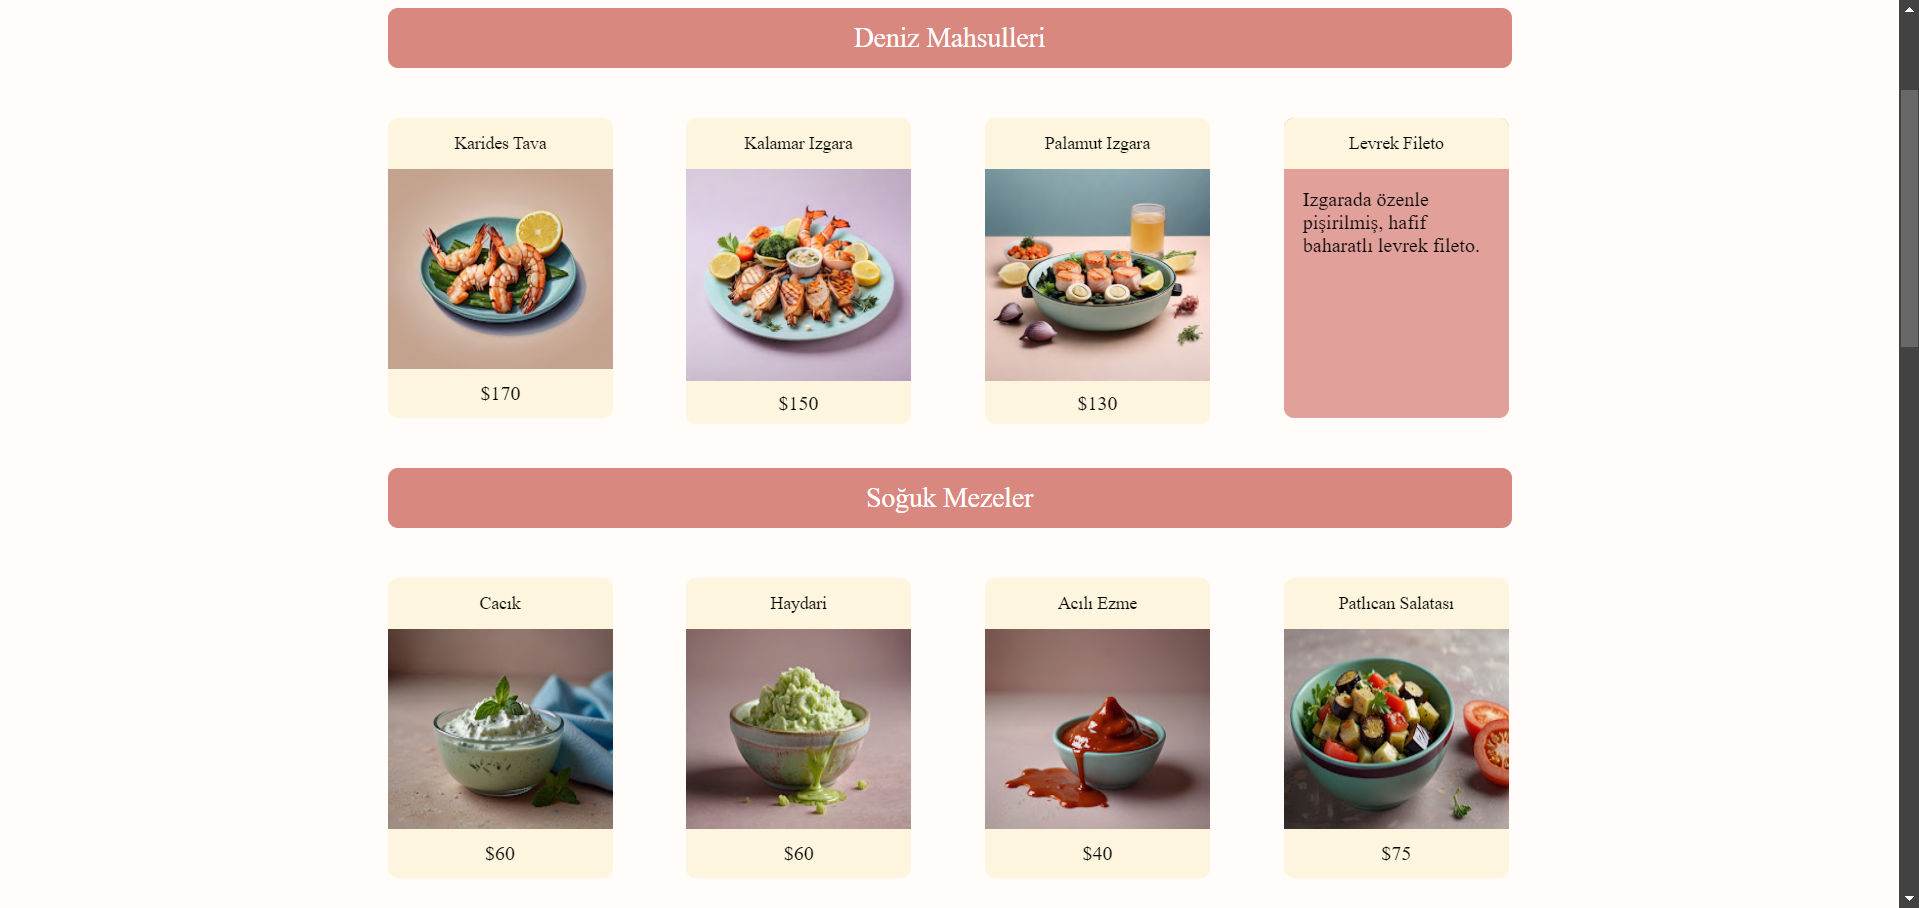 Deniz Mahsulleri
Karides Tava
Kalamar Izgara
Palamut Izgara
Levrek Fileto
Izgarada özenle
pişirilmiş, hafif
baharatlı levrek fileto.
$170
$150
$130
Soğuk Mezeler
Cacık
Haydari
Acılı Ezme
Patlıcan Salatası
$60
$60
$40
$75